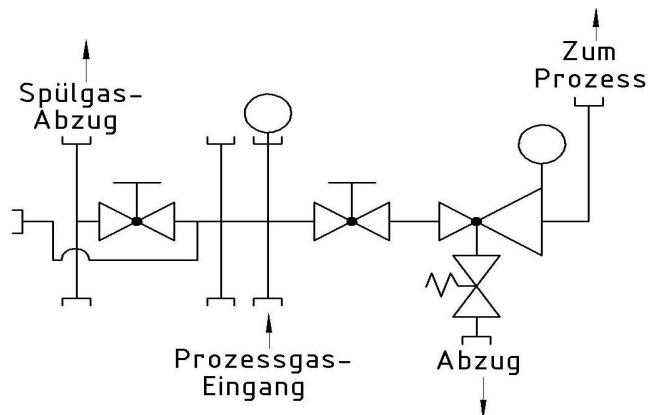 Zum
Prozess
Spülgas-
Abzug
Prozessgas-
Eingang
Abzug